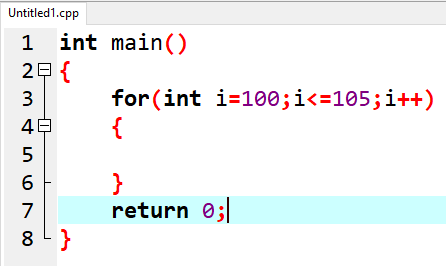 Untitled1.cpp
1 int main()
2 {
3     for(int i=100;i<=105;i++)
4     {
5
6     }
7     return 0;
8 }